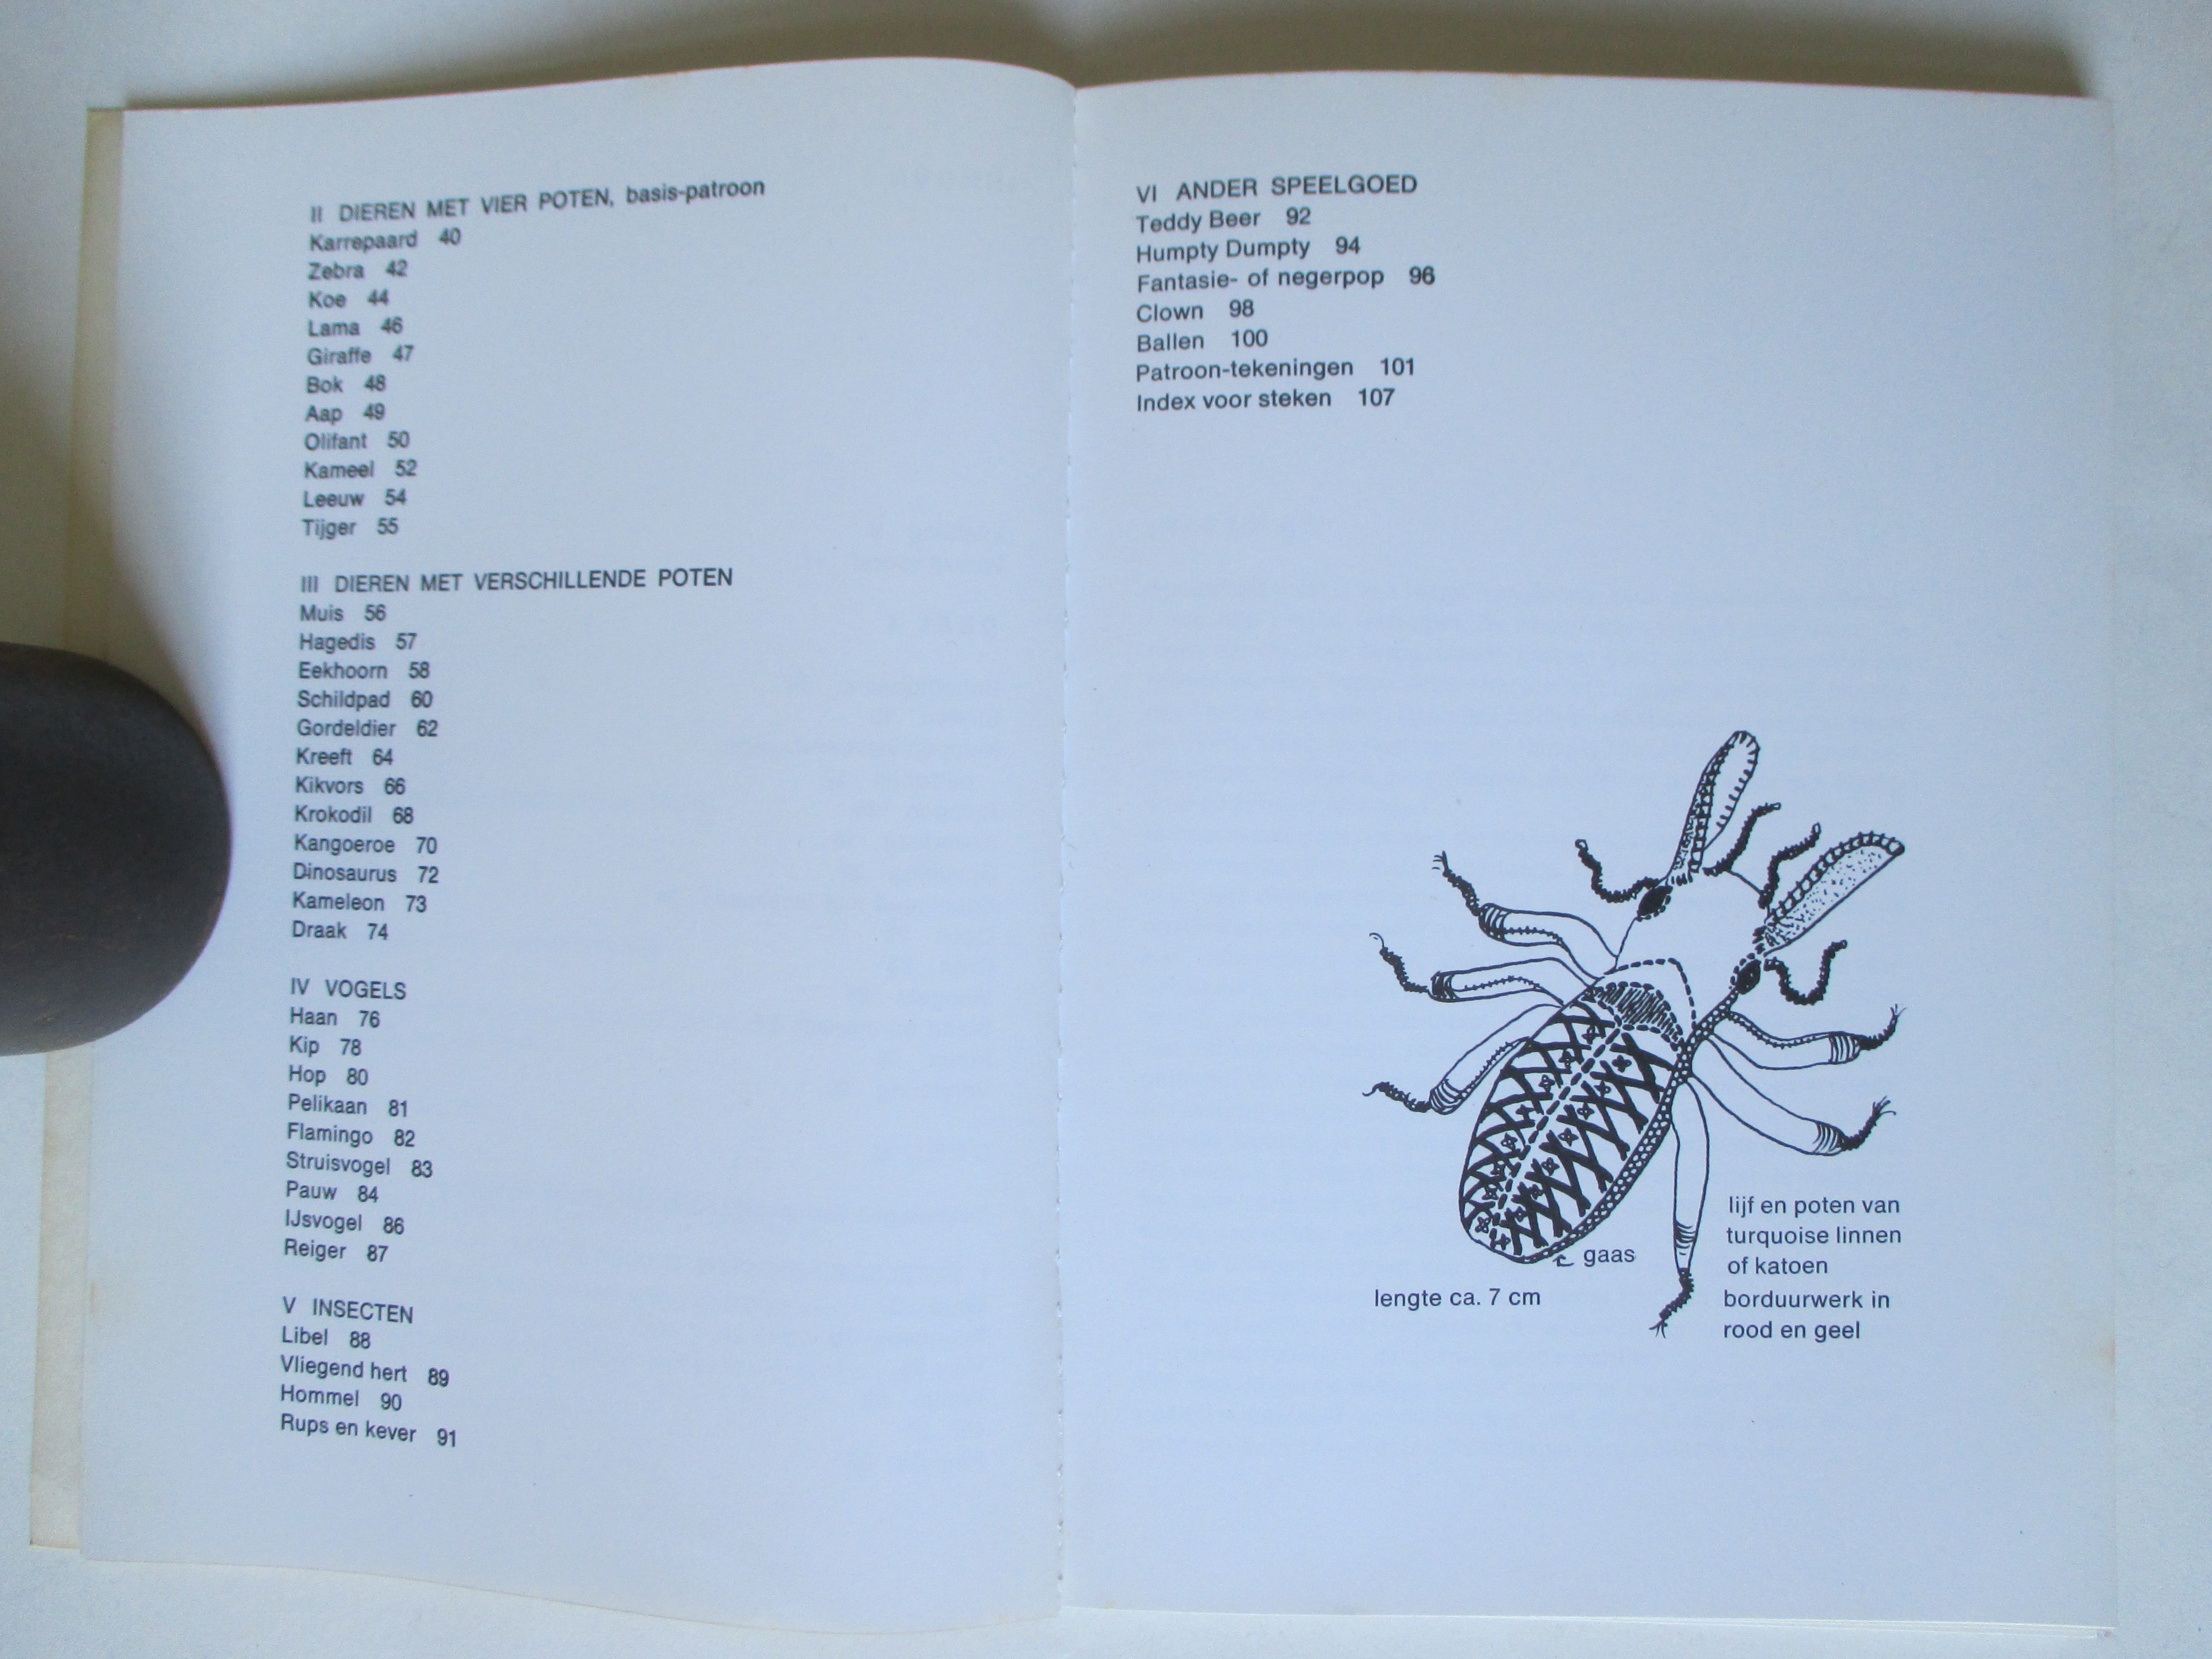 II DIEREN MET VIER POTEN, basis-patroon
Karrepaard 40
Zebra 42
Koe 44
Lama 46
Giraffe 47
Bok 48
Aap 49
Olifant 50
Kameel 52
Leeuw 54
Tijger 55
III DIEREN MET VERSCHILLENDE POTEN
Muis 56
Hagedis 57
Eekhoorn 58
Schildpad 60
Gordeldier 62
Kreeft 64
Kikvors 66
Krokodil 68
Kangoeroe 70
Dinosaurus 72
Kameleon 73
Draak 74
IV VOGELS
Haan 76
Kip 78
Hop 80
Pelikaan 81
Flamingo 82
Struisvogel 83
Pauw 84
IJsvogel 86
Reiger 87
V INSECTEN
Libel 88
Vliegend hert 89
Hommel 90
Rups en kever 91
VI ANDER SPEELGOED
Teddy Beer 92
Humpty Dumpty 94
Fantasie- of negerpop 96
Clown 98
Ballen 100
Patroon-tekeningen 101
Index voor steken 107
gaas
lengte ca. 7 cm
lijf en poten van
turquoise linnen
of katoen
borduurwerk in
rood en geel